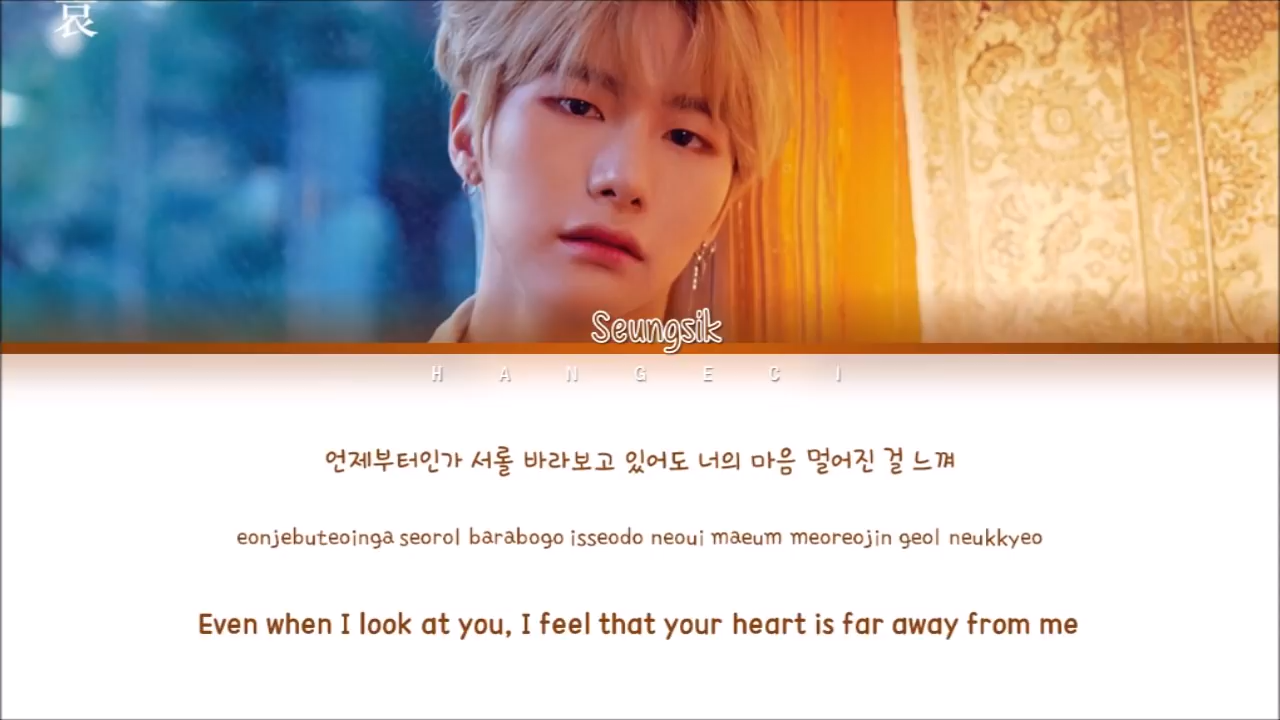 哀
Seungsik
HANGECI
언제부터인가 서롤 바라보고 있어도 너의 마음 멀어진 걸 느껴
eonjebuteoinga seorol barabogo isseodo neoui maeum meoreojin geol neukkyeo
Even when I look at you, I feel that your heart is far away from me